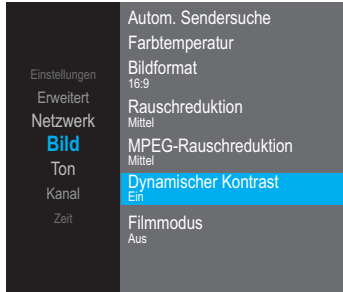 Einstellungen
Erweitert
Netzwerk
Bild
Ton
Kanal
Zeit
Autom. Sendersuche
Farbtemperatur
Bildformat
16:9
Rauschreduktion
Mittel
MPEG-Rauschreduktion
Mittel
Dynamischer Kontrast
Ein
Filmmodus
Aus